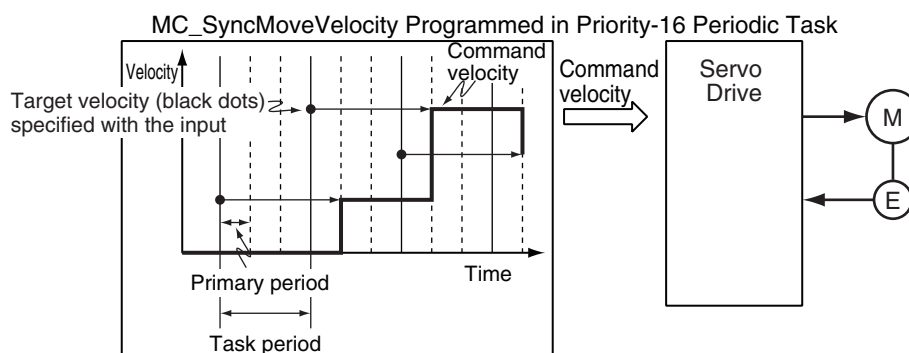 MC_SyncMoveVelocity Programmed in Priority-16 Periodic Task
Velocity
Command
velocity
Target velocity (black dots)
specified with the input
Primary period
Time
Task period
Command
velocity
Servo
Drive
M
E